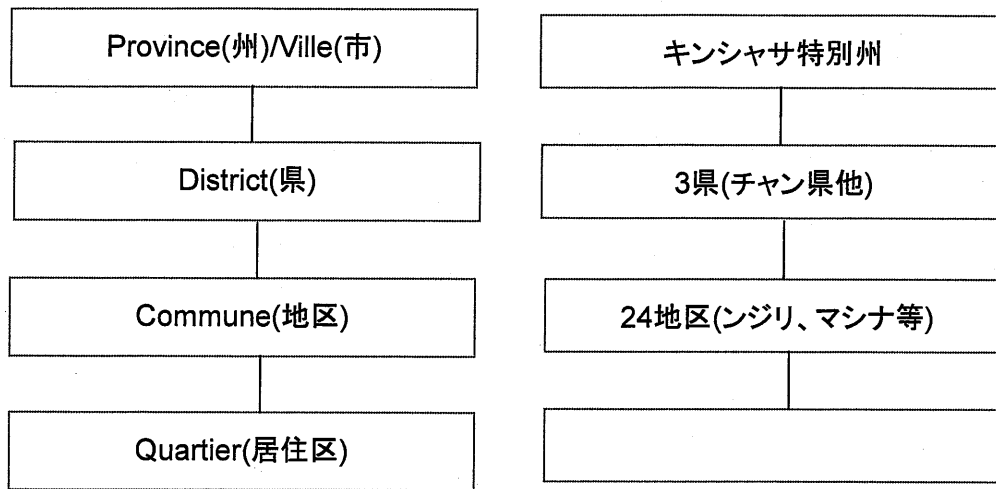 Province(州)/Ville(市)
キンシャサ特別州
District(県)
3県(チャン県他)
Commune(地区)
24地区(ンジリ、マシナ等)
Quartier(居住区)